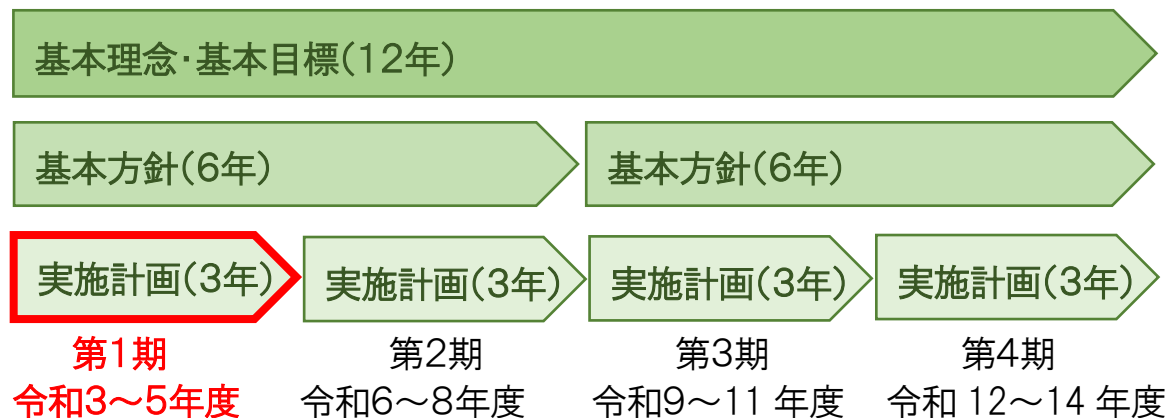 基本理念・基本目標(12年)
基本方針(6年) 基本方針(6年)
実施計画(3年) 実施計画(3年) 実施計画(3年) 実施計画(3年)
第1期 第2期 第3期 第4期
令和3～5年度 令和6～8年度 令和9～11 年度 令和 12～14 年度